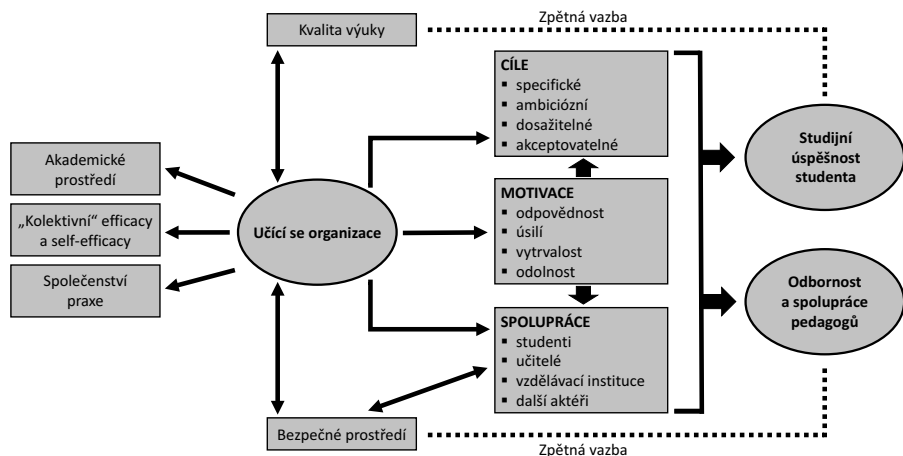 Zpětná vazba
Kvalita výuky
CÍLE
▪ specifické
▪ ambiciózní
▪ dosažitelné
▪ akceptovatelné
Studijní
úspěšnost
studenta
Akademické
prostředí
„Kolektivní“ efficacy
a self-efficacy
Společenství
praxe
Učící se organizace
MOTIVACE
▪ odpovědnost
▪ úsilí
▪ vytrvalost
▪ odolnost
Odbornost
a spolupráce
pedagogů
SPOLUPRÁCE
▪ studenti
▪ učitelé
▪ vzdělávací instituce
▪ další aktéři
Bezpečné prostředí
Zpětná vazba